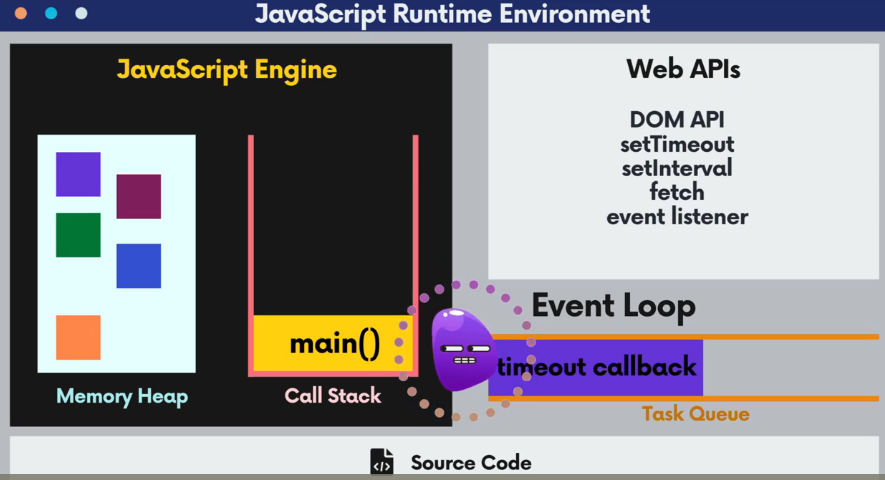 JavaScript Runtime Environment
JavaScript Engine
Memory Heap
main()
Call Stack
Web APIs
DOM API
setTimeout
setInterval
fetch
event listener
Event Loop
timeout callback
Task Queue
</> Source Code